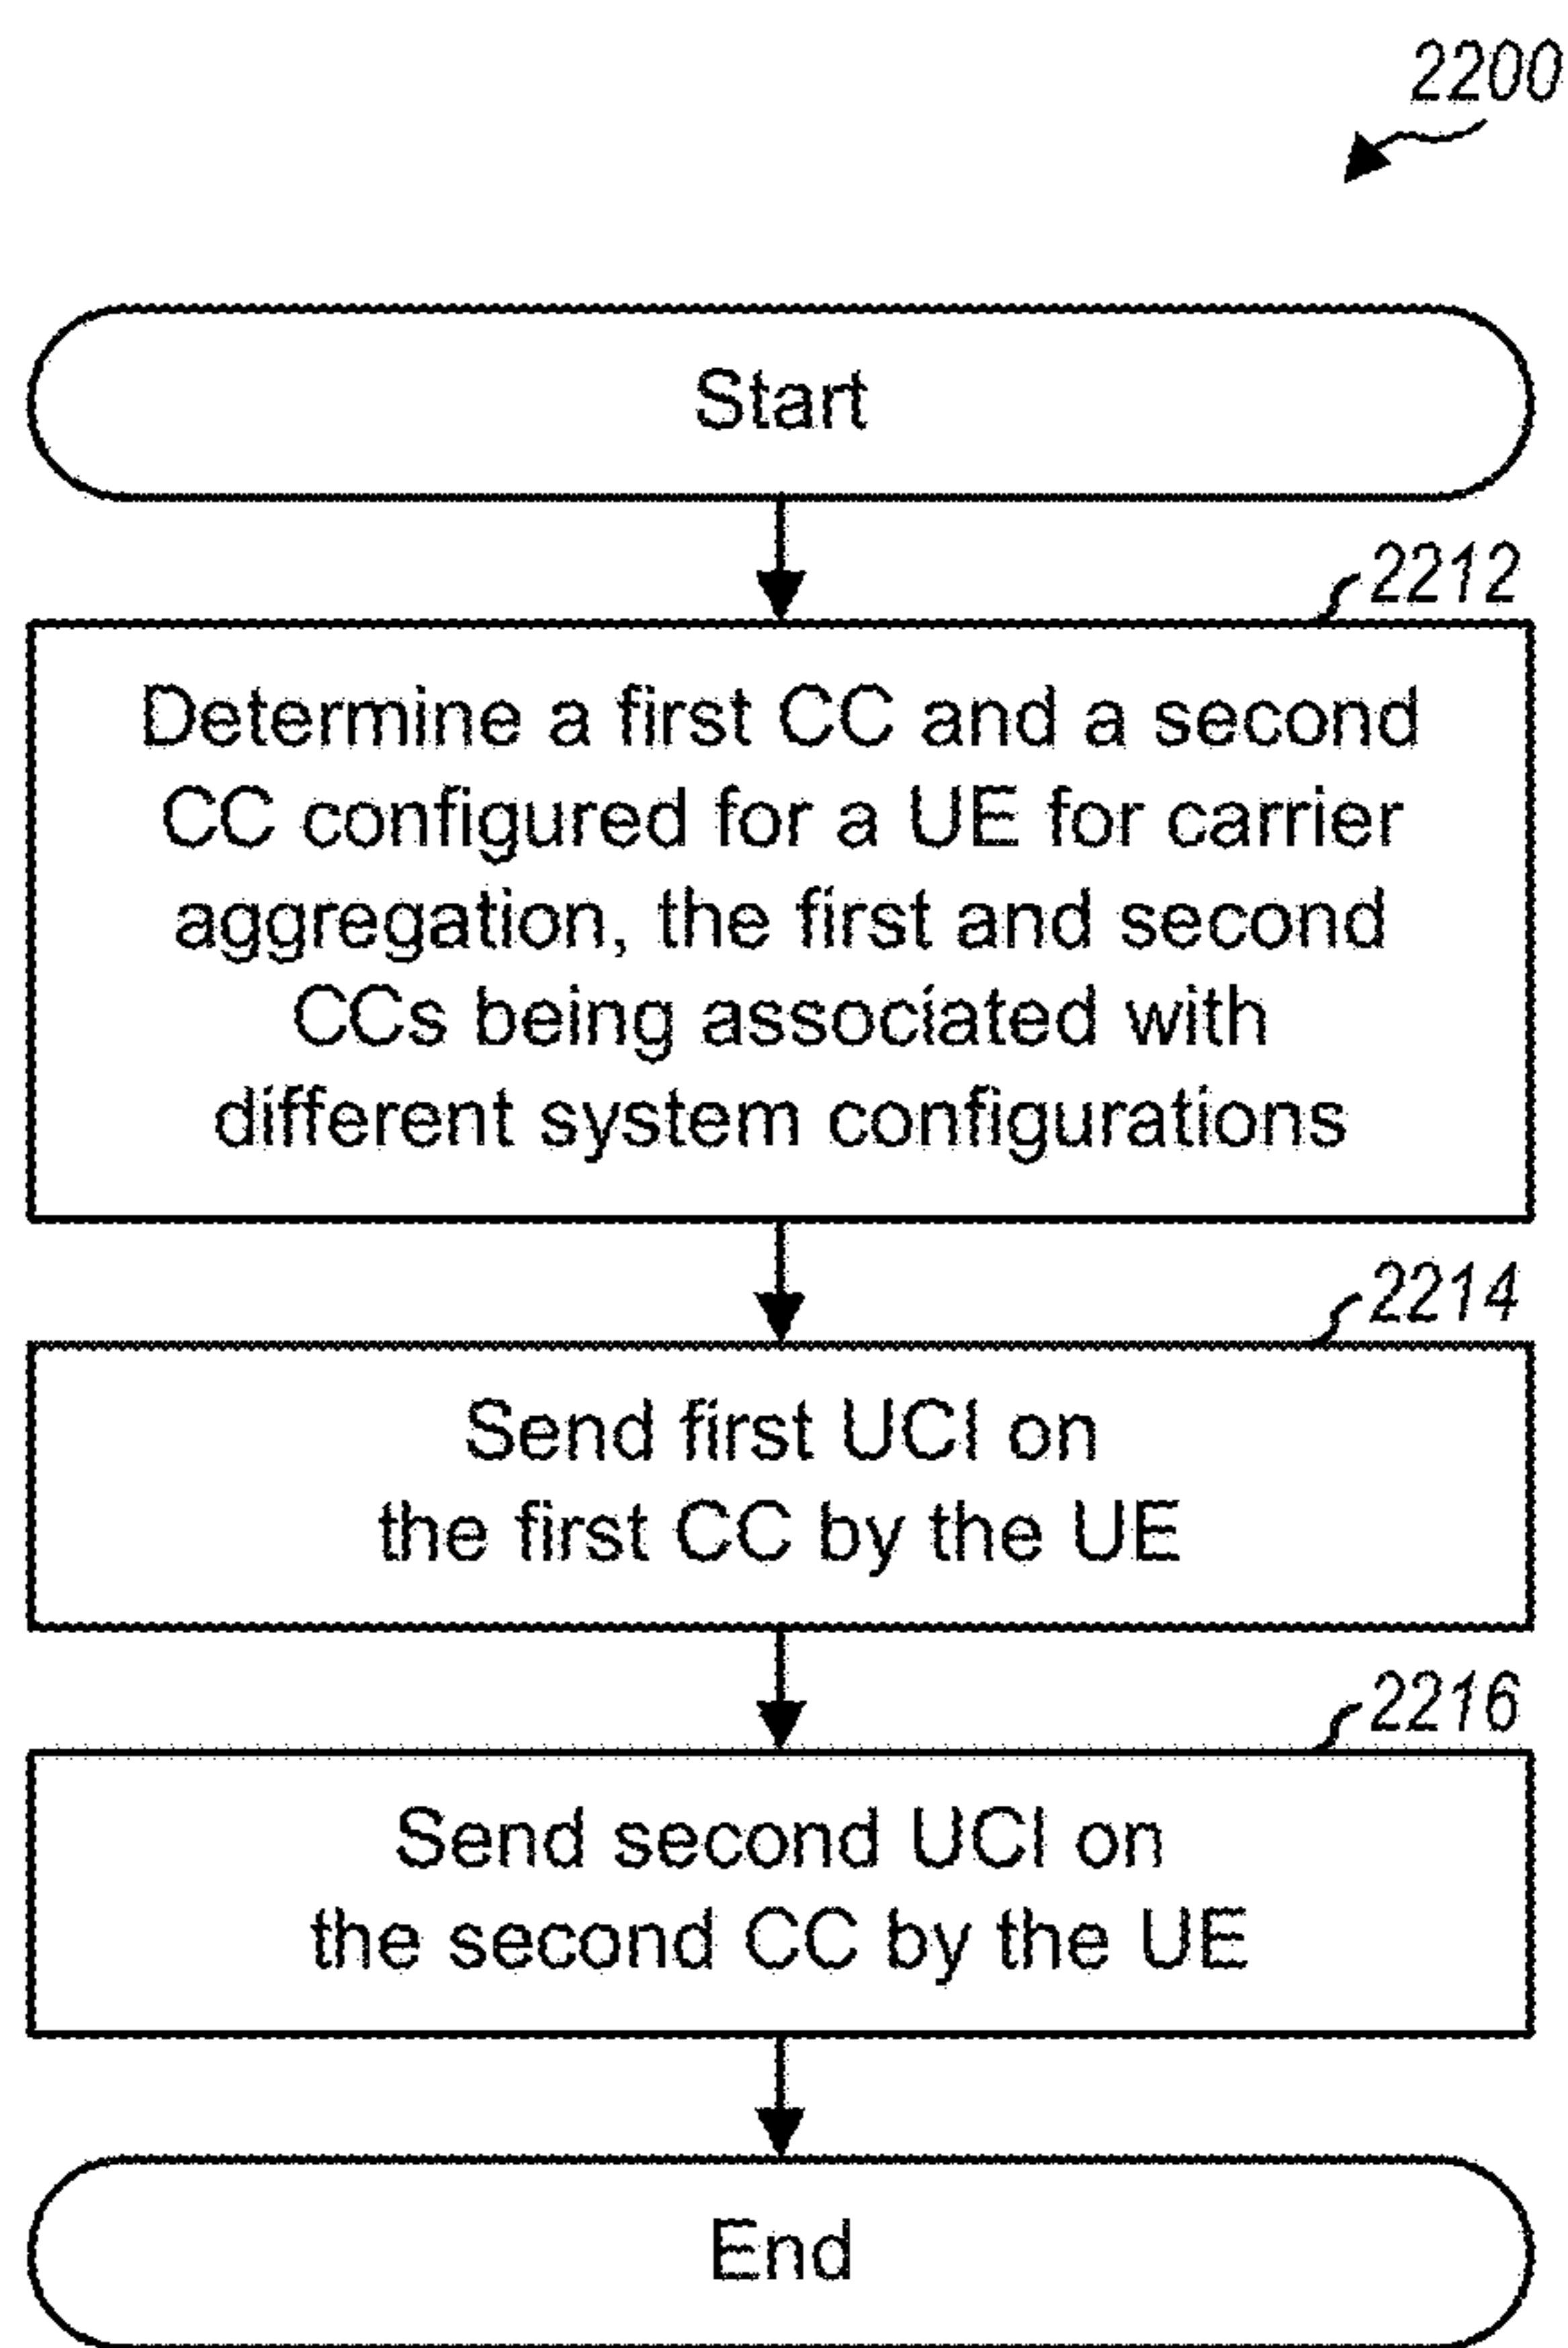 2200
Start
2212
Determine a first CC and a second
CC configured for a UE for carrier
aggregation, the first and second
CCs being associated with
different system configurations
2214
Send first UCI on
the first CC by the UE
2216
Send second UCI on
the second CC by the UE
End